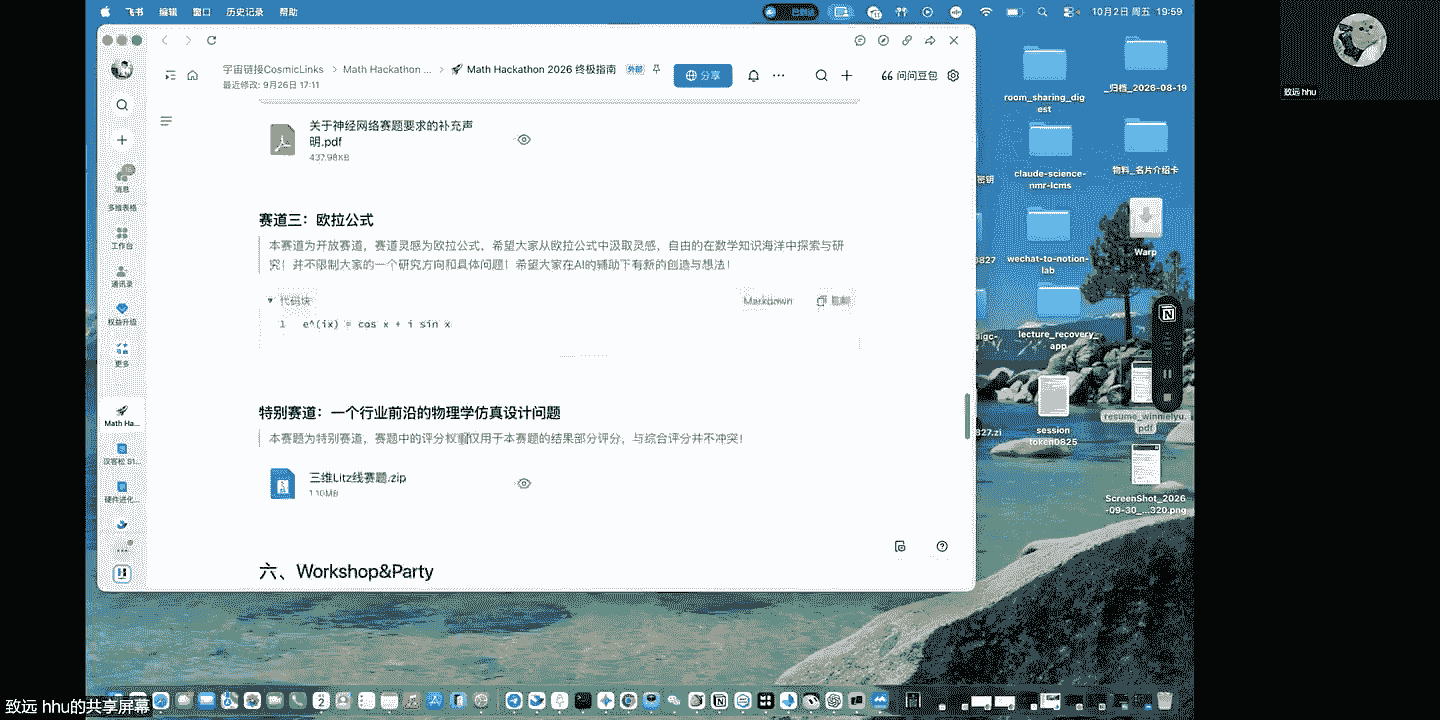 飞书 编辑 窗口 历史记录 帮助
10月2日 周五 19:59
宇宙链接CosmicLinks > Math Hackathon ... > Math Hackathon 2026 终极指南 外部
最近修改: 9月26日 17:11
分享
问问豆包
消息
多维表格
工作台
通讯录
权益升级
更多
Math Ha...
汉客松 S1...
硬件进化...
关于神经网络赛题要求的补充声
明.pdf
437.98KB
赛道三：欧拉公式
本赛道为开放赛道，赛道灵感为欧拉公式、希望大家从欧拉公式中汲取灵感，自由的在数学知识海洋中探索与研
究！并不限制大家的一个研究方向和具体问题！希望大家在AI的辅助下有新的创造与想法！
代码块
Markdown
1 e^(ix) = cos x + i sin x
特别赛道：一个行业前沿的物理学仿真设计问题
本赛题为特别赛道，赛题中的评分权重仅用于本赛题的结果部分评分，与综合评分并不冲突！
三维Litz线赛题.zip
1.10MB
六、Workshop&Party
room_sharing_dig
est
_归档_2026-08-19
claude-science-
nmr-lcms
物料_名片介绍卡
密钥
wechat-to-notion-
lab
Warp
0827
lecture_recovery_
app
session
token0825
resume_winnielyu.
pdf
827.zi
ScreenShot_2026
-09-30_...320.png
致远 hhu
致远 hhu的共享屏幕